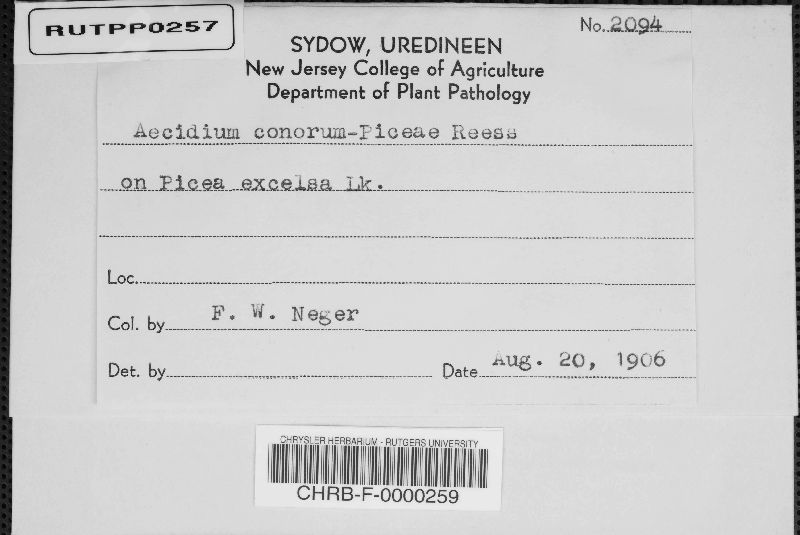 RUTPP0257
No. 2094
SYDOW, UREDINEEN
New Jersey College of Agriculture
Department of Plant Pathology
Aecidium conorum-Piceae Reess
on Picea excelsa Lk.
Loc.
Col. by F. W. Neger
Det. by Date Aug. 20, 1906
CHRYSLER HERBARIUM - RUTGERS UNIVERSITY
CHRB-F-0000259